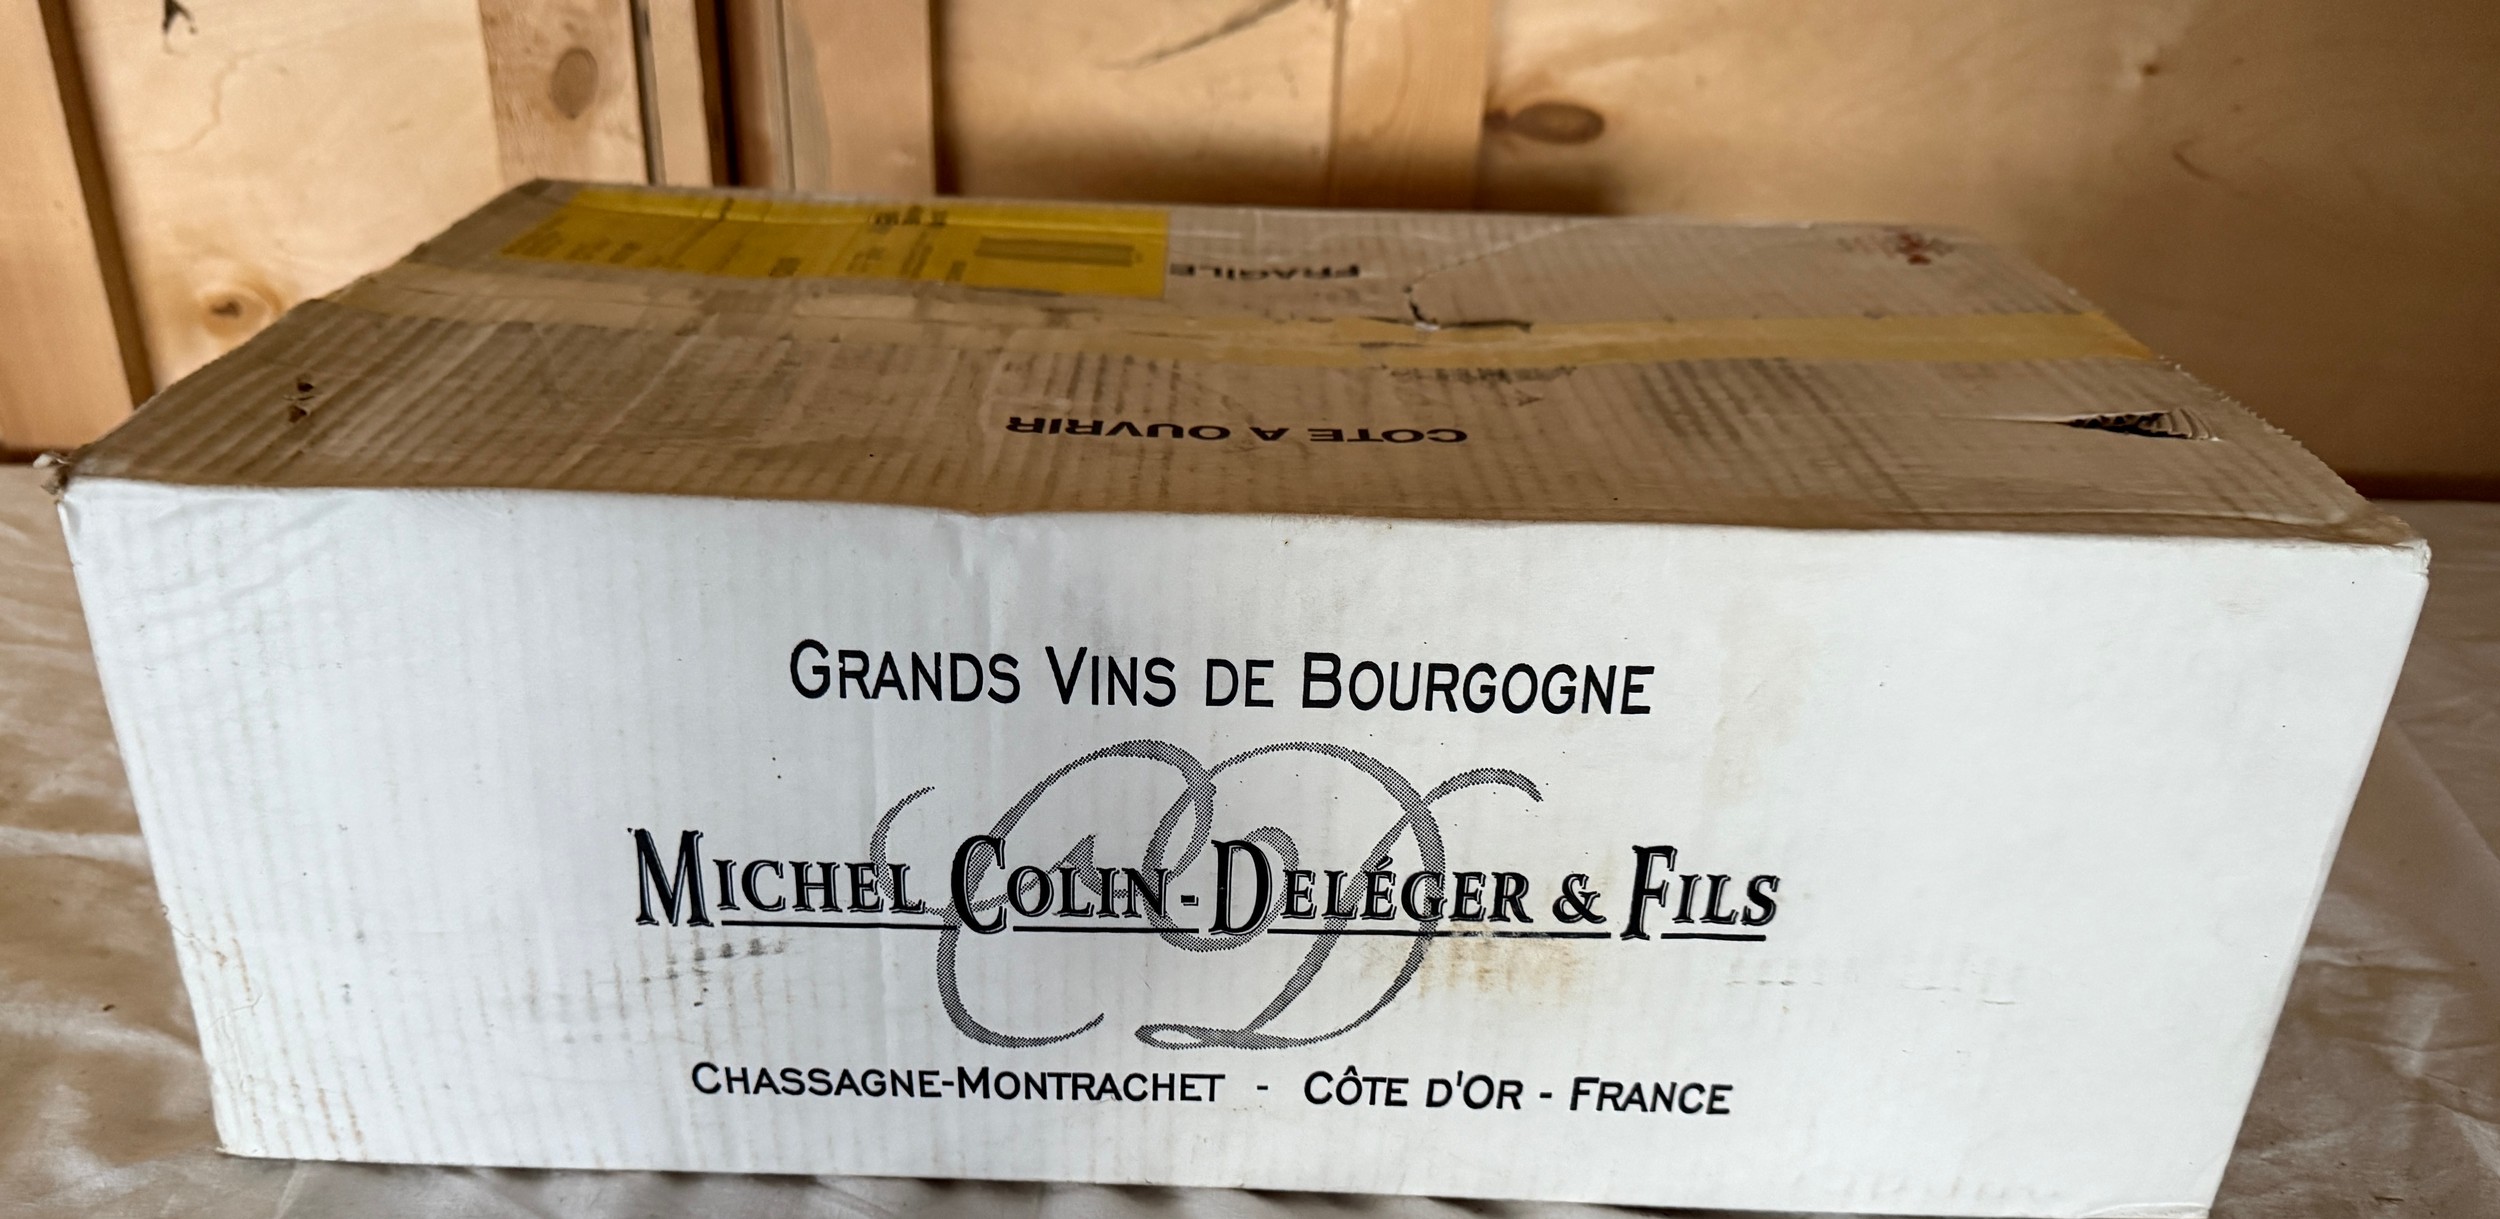 FRAGILE
COTE A OUVRIR
GRANDS VINS DE BOURGOGNE
MICHEL COLIN-DELÉGER & FILS
CHASSAGNE-MONTRACHET - CÔTE D'OR - FRANCE